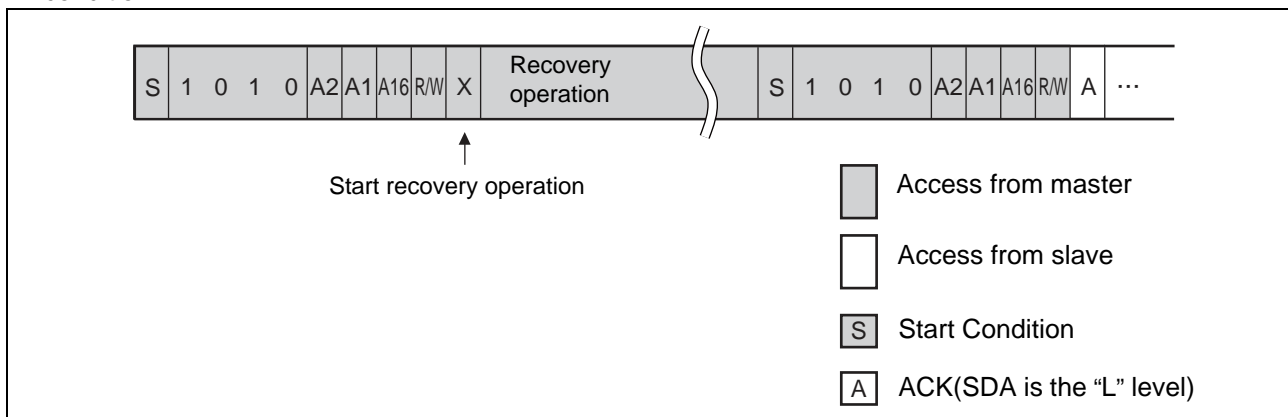 S 1 0 1 0 A2 A1 A16 R/W X Recovery operation S 1 0 1 0 A2 A1 A16 R/W A ...
Start recovery operation
Access from master
Access from slave
S Start Condition
A ACK(SDA is the “L” level)